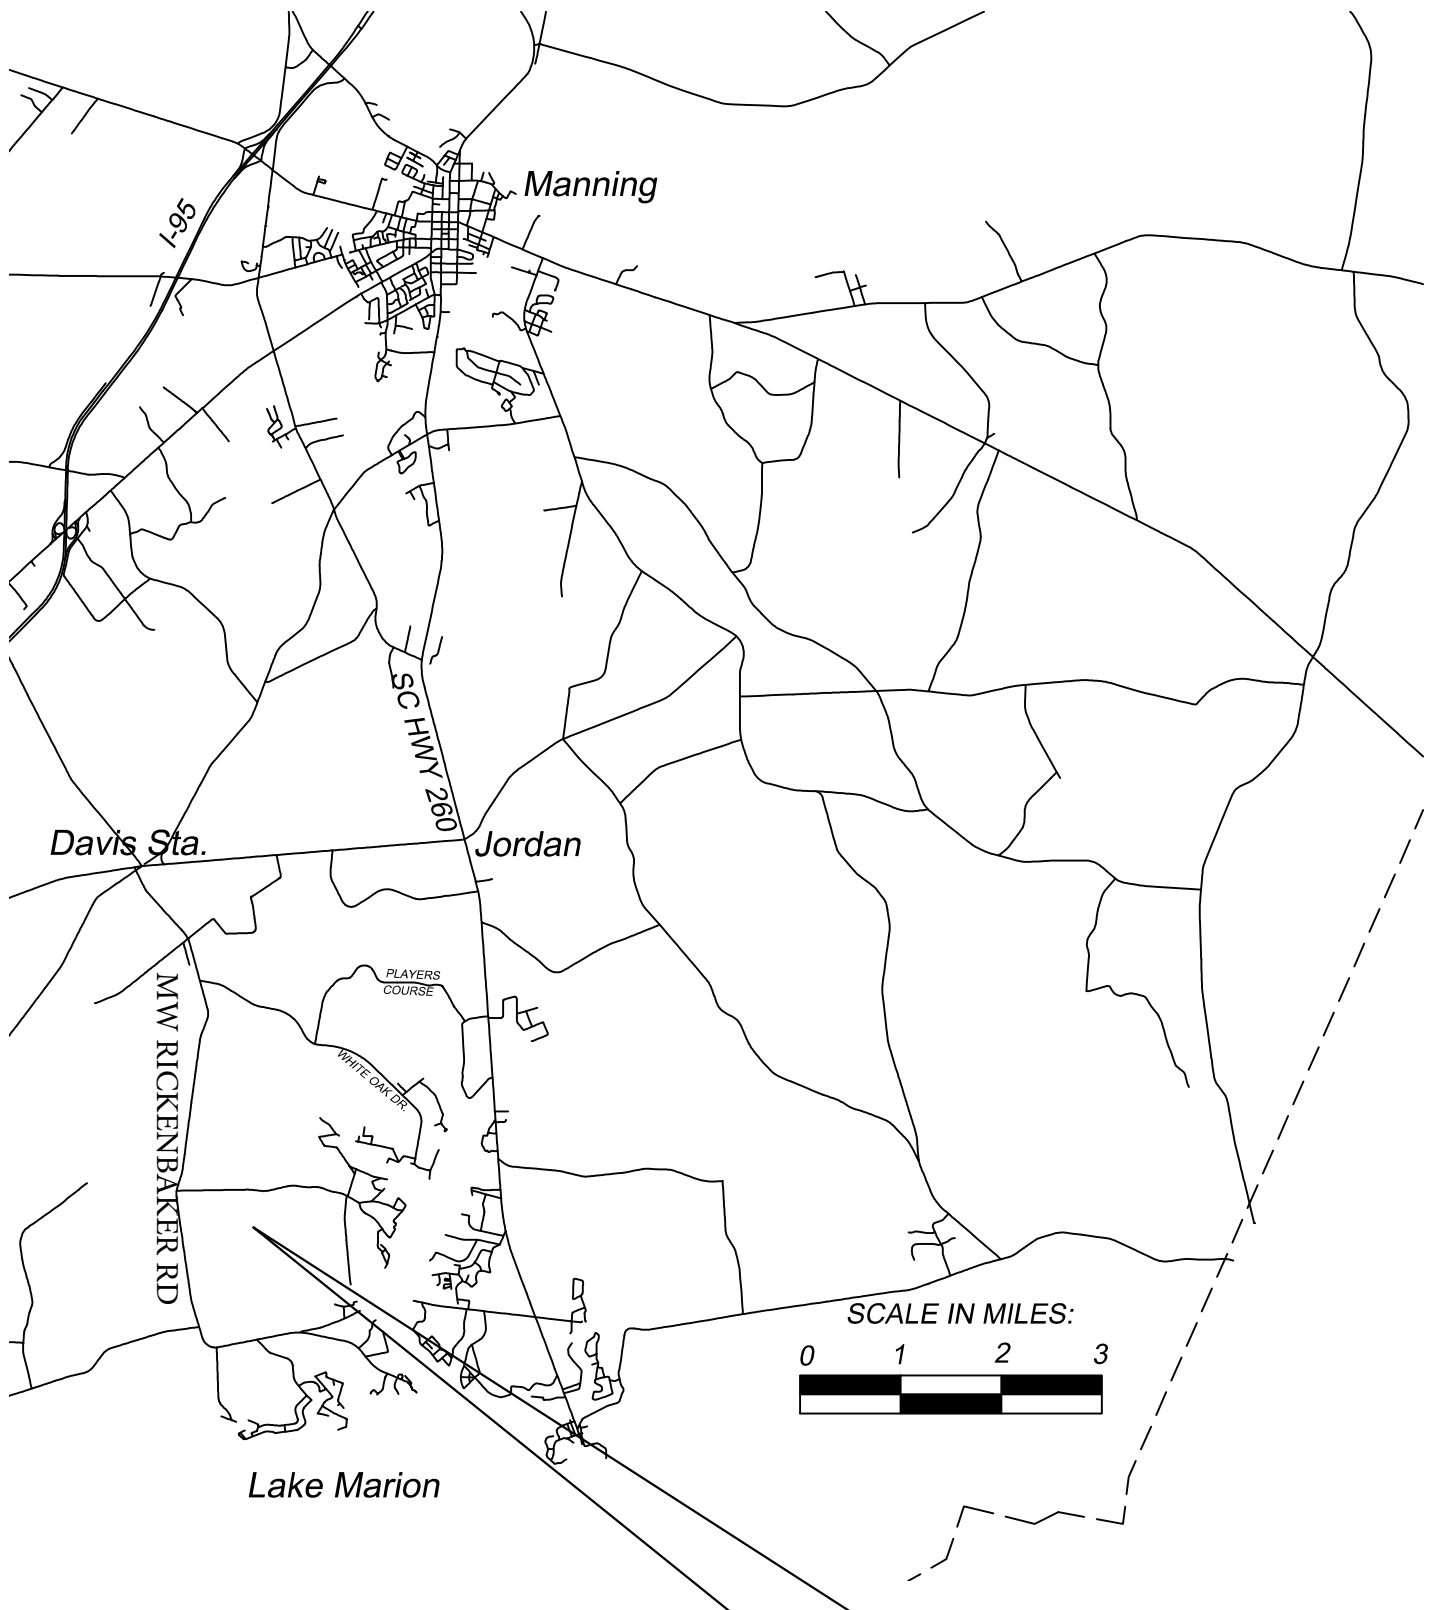 Manning
I-95
SC HWY 260
Davis Sta.
Jordan
PLAYERS
COURSE
MW RICKENBAKER RD
WHITE OAK DR.
SCALE IN MILES:
0 1 2 3
Lake Marion